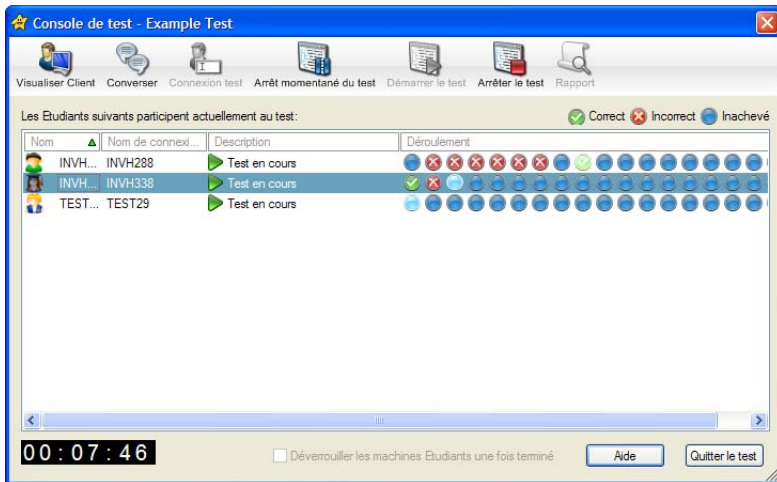 Console de test - Example Test
Visualiser Client Converser Connexion test Arrêt momentané du test Démarrer le test Arrêter le test Rapport
Les Etudiants suivants participent actuellement au test: Correct Incorrect Inachevé
Nom Nom de connexi... Description Déroulement
INVH... INVH288 Test en cours
INVH... INVH338 Test en cours
TEST... TEST29 Test en cours
00:07:46 Déverrouiller les machines Etudiants une fois terminé Aide Quitter le test